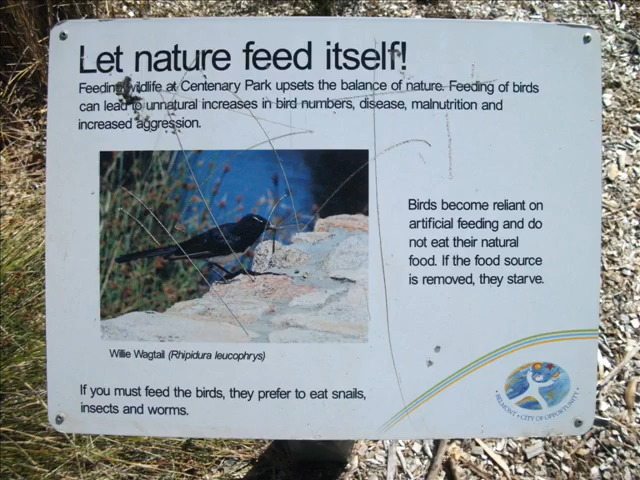 Let nature feed itself!
Feeding wildlife at Centenary Park upsets the balance of nature. Feeding of birds
can lead to unnatural increases in bird numbers, disease, malnutrition and
increased aggression.
Birds become reliant on
artificial feeding and do
not eat their natural
food. If the food source
is removed, they starve.
Willie Wagtail (Rhipidura leucophrys)
If you must feed the birds, they prefer to eat snails,
insects and worms.
• BELMONT • CITY OF OPPORTUNITY •